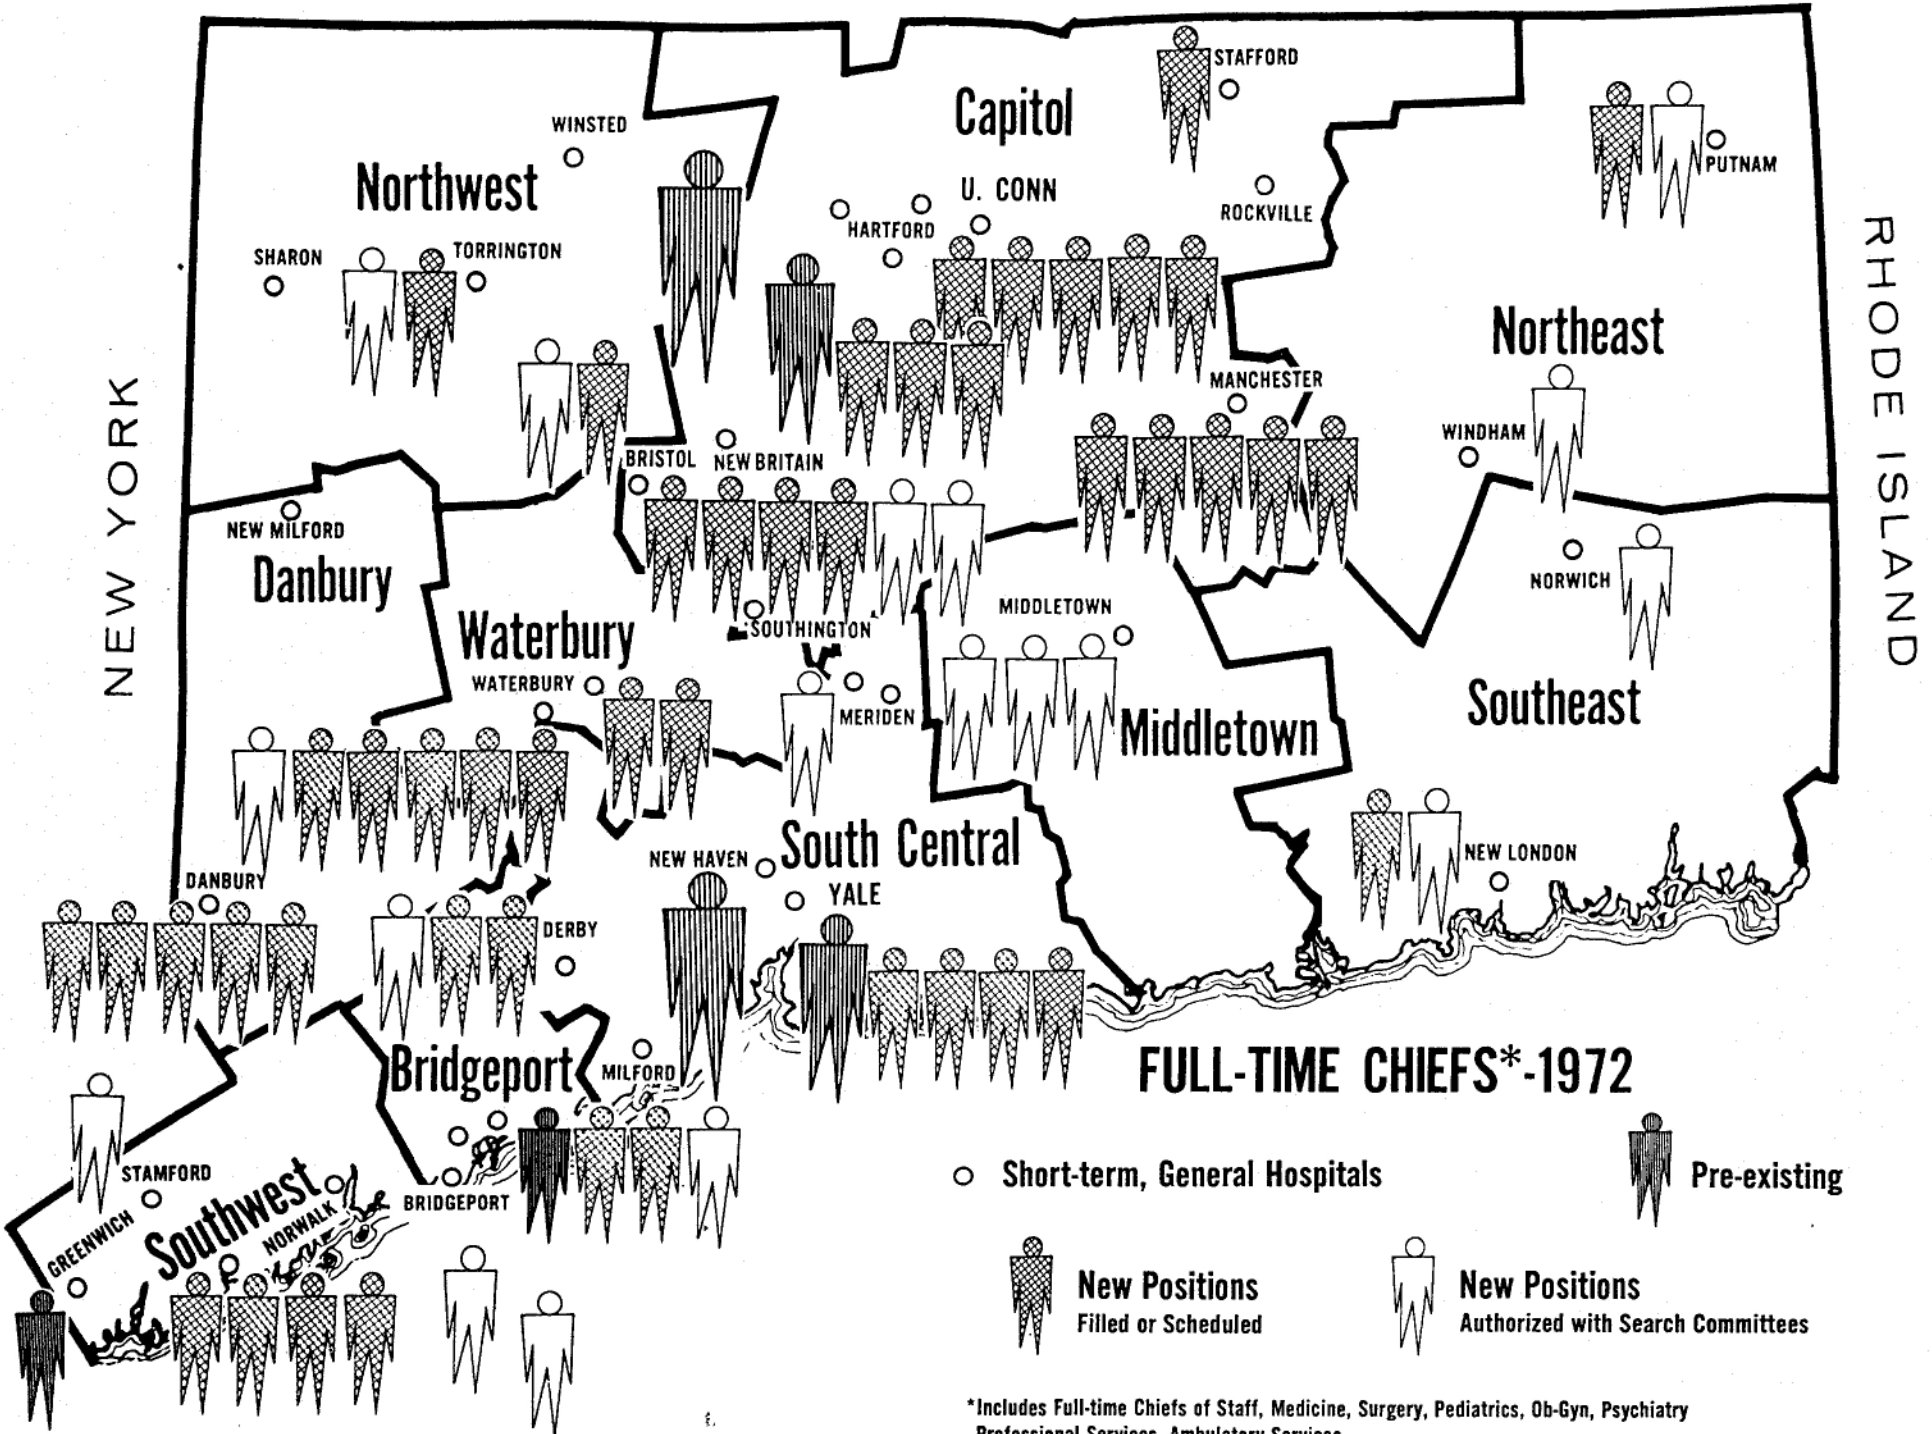 STAFFORD
Capitol
WINSTED
PUTNAM
Northwest
U. CONN
ROCKVILLE
HARTFORD
SHARON
TORRINGTON
RHODE ISLAND
Northeast
NEW YORK
MANCHESTER
WINDHAM
BRISTOL
NEW BRITAIN
NEW MILFORD
Danbury
NORWICH
MIDDLETOWN
Waterbury
SOUTHINGTON
WATERBURY
MERIDEN
Southeast
Middletown
South Central
NEW HAVEN
NEW LONDON
DANBURY
YALE
DERBY
Bridgeport
MILFORD
FULL-TIME CHIEFS*-1972
STAMFORD
Short-term, General Hospitals
Pre-existing
BRIDGEPORT
GREENWICH
Southwest
NORWALK
New Positions
Filled or Scheduled
New Positions
Authorized with Search Committees
*Includes Full-time Chiefs of Staff, Medicine, Surgery, Pediatrics, Ob-Gyn, Psychiatry
Professional Services, Ambulatory Services